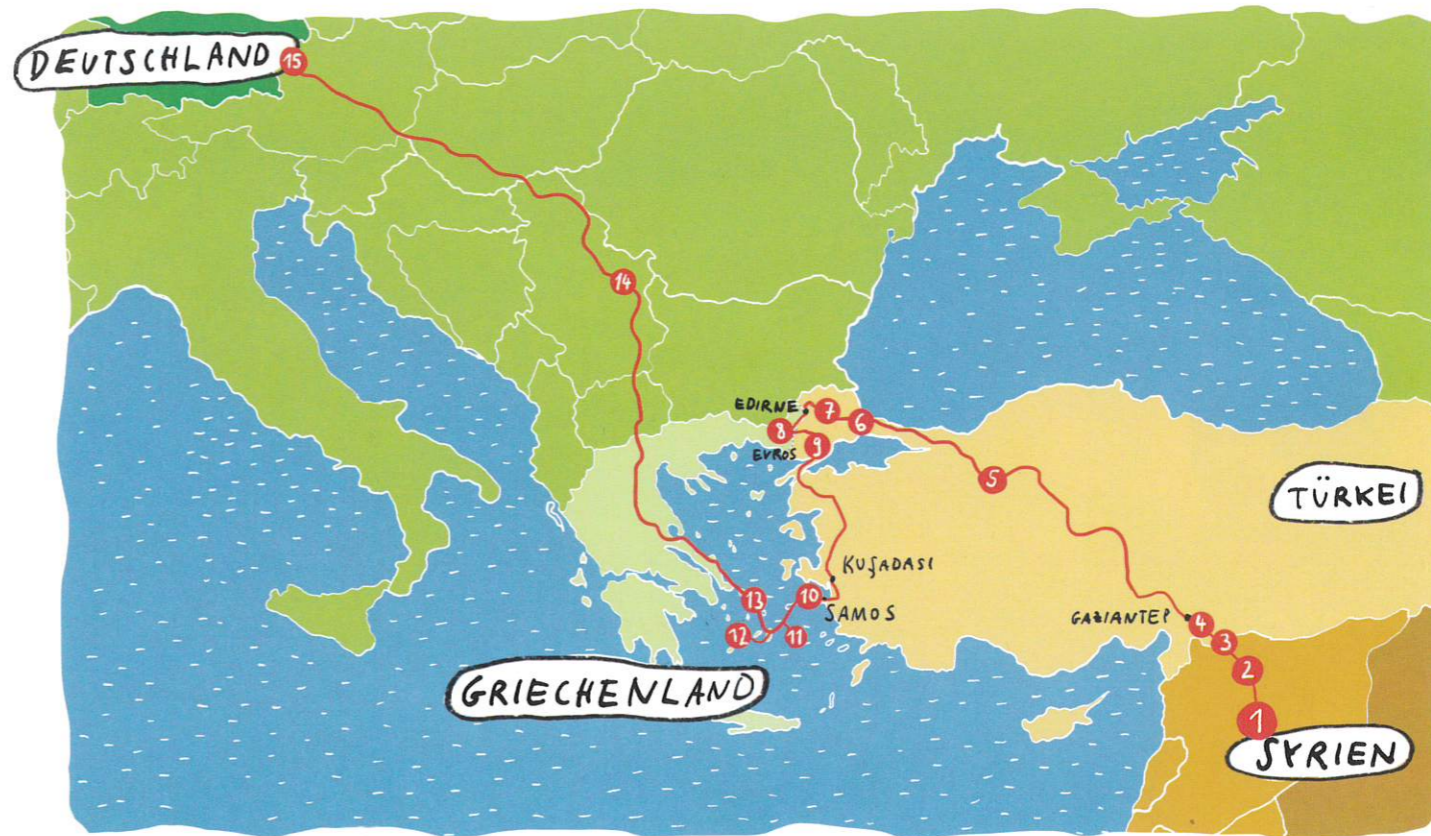 DEUTSCHLAND
15
14
EDIRNE
7
6
8
EVROS
9
5
TÜRKEI
KUŞADASI
10
SAMOS
13
12
11
GAZIANTEP
4
3
2
GRIECHENLAND
1
SYRIEN